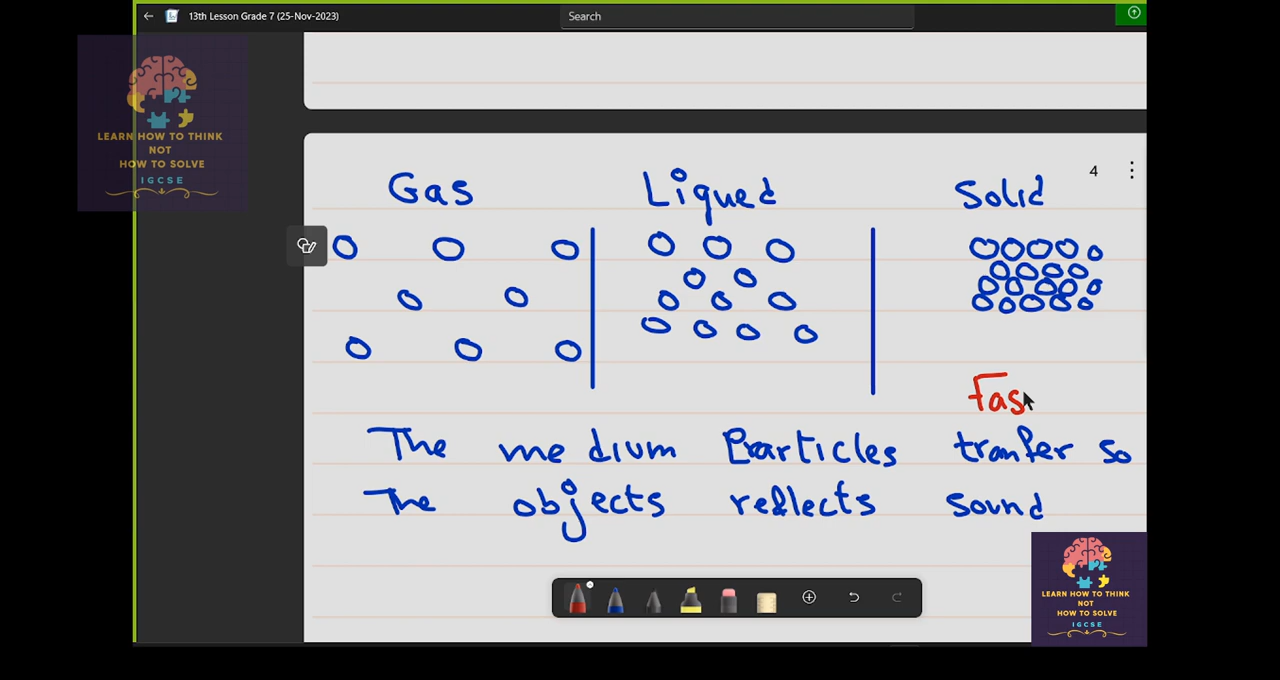 13th Lesson Grade 7 (25-Nov-2023)
Search
LEARN HOW TO THINK
NOT
HOW TO SOLVE
IGCSE
4
Gas Liqued Solid
Fas
The medium Particles tranfer so
The objects reflects sound
LEARN HOW TO THINK
NOT
HOW TO SOLVE
IGCSE